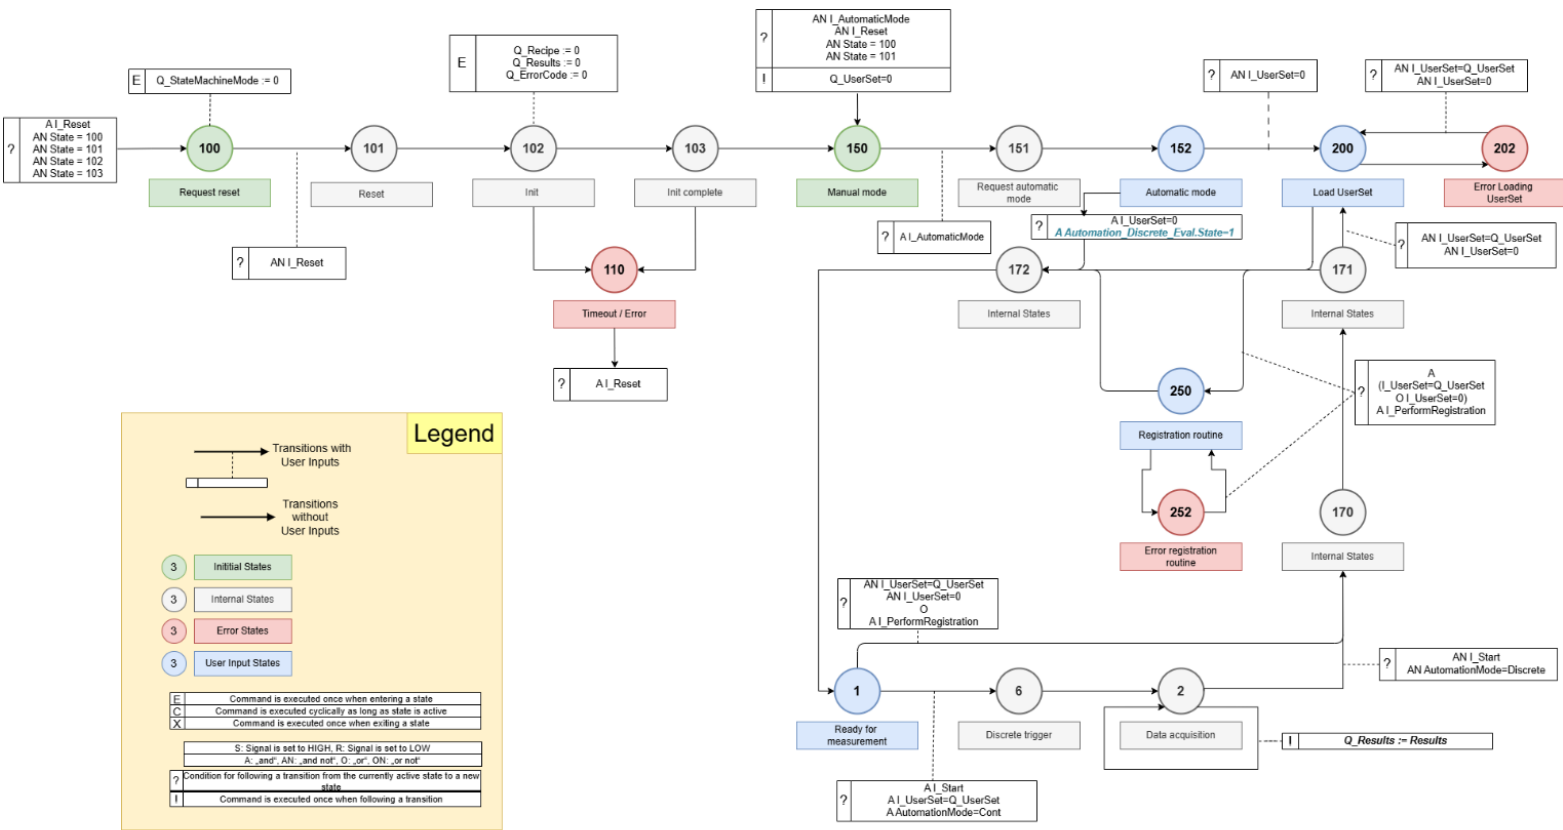 AN I_AutomaticMode
AN I_Reset
AN State = 100
AN State = 101
?
! Q_UserSet=0
E Q_StateMachineMode := 0
E
Q_Recipe := 0
Q_Results := 0
Q_ErrorCode := 0
? AN I_UserSet=0
?
AN I_UserSet=Q_UserSet
AN I_UserSet=0
?
A I_Reset
AN State = 100
AN State = 101
AN State = 102
AN State = 103
100
101
102
103
150
151
152
200
202
Request reset
Reset
Init
Init complete
Manual mode
Request automatic
mode
Automatic mode
Load UserSet
Error Loading
UserSet
? AN I_Reset
? A I_AutomaticMode
?
A I_UserSet=0
A Automation_Discrete_Eval.State=1
?
AN I_UserSet=Q_UserSet
AN I_UserSet=0
110
Timeout / Error
? A I_Reset
172
Internal States
171
Internal States
250
Registration routine
?
A
(I_UserSet=Q_UserSet
O I_UserSet=0)
A I_PerformRegistration
252
Error registration
routine
170
Internal States
?
AN I_UserSet=Q_UserSet
AN I_UserSet=0
O
A I_PerformRegistration
?
AN I_Start
AN AutomationMode=Discrete
1
6
2
Ready for
measurement
Discrete trigger
Data acquisition
! Q_Results := Results
?
A I_Start
A I_UserSet=Q_UserSet
A AutomationMode=Cont
Legend
Transitions with
User Inputs
Transitions
without
User Inputs
3 Inititial States
3 Internal States
3 Error States
3 User Input States
E Command is executed once when entering a state
C Command is executed cyclically as long as state is active
X Command is executed once when exiting a state
S: Signal is set to HIGH, R: Signal is set to LOW
A: „and“, AN: „and not“, O: „or“, ON: „or not“
? Condition for following a transition from the currently active state to a new
state
! Command is executed once when following a transition